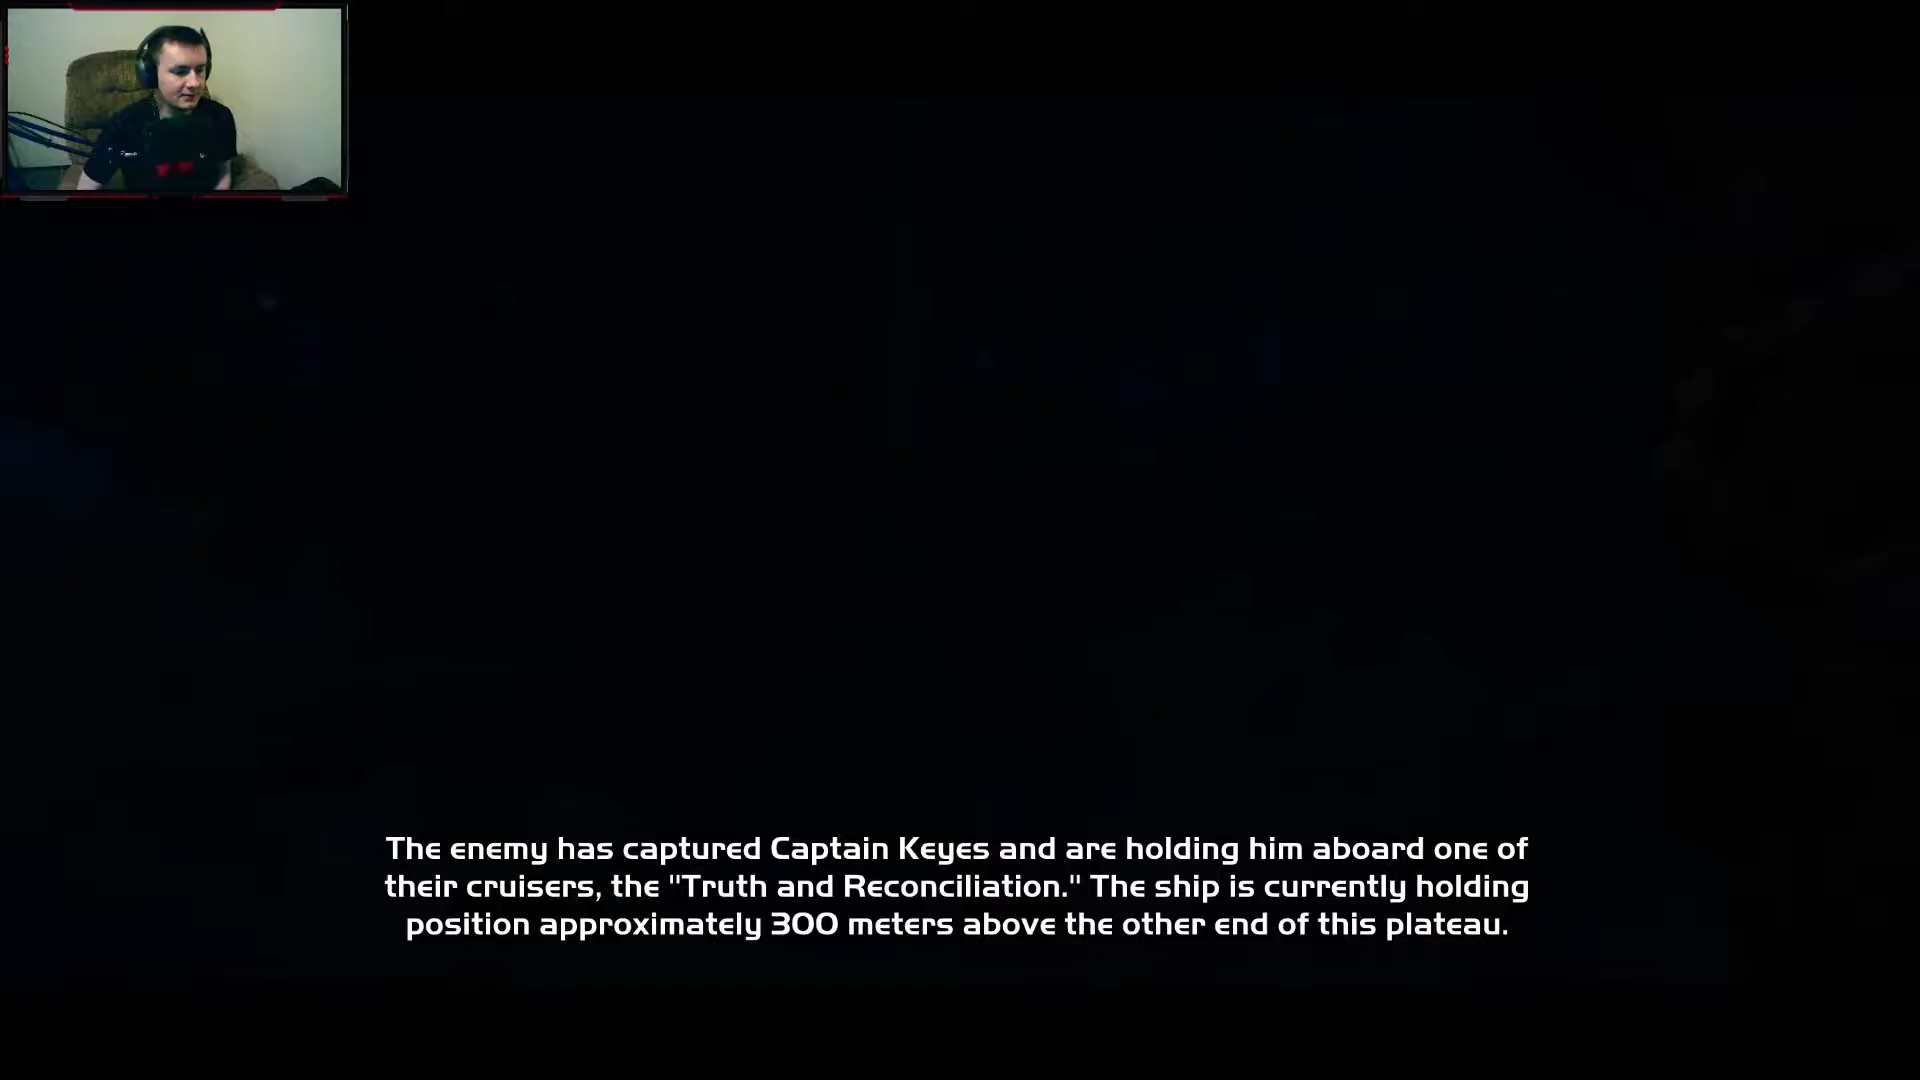 The enemy has captured Captain Keyes and are holding him aboard one of
their cruisers, the "Truth and Reconciliation." The ship is currently holding
position approximately 300 meters above the other end of this plateau.